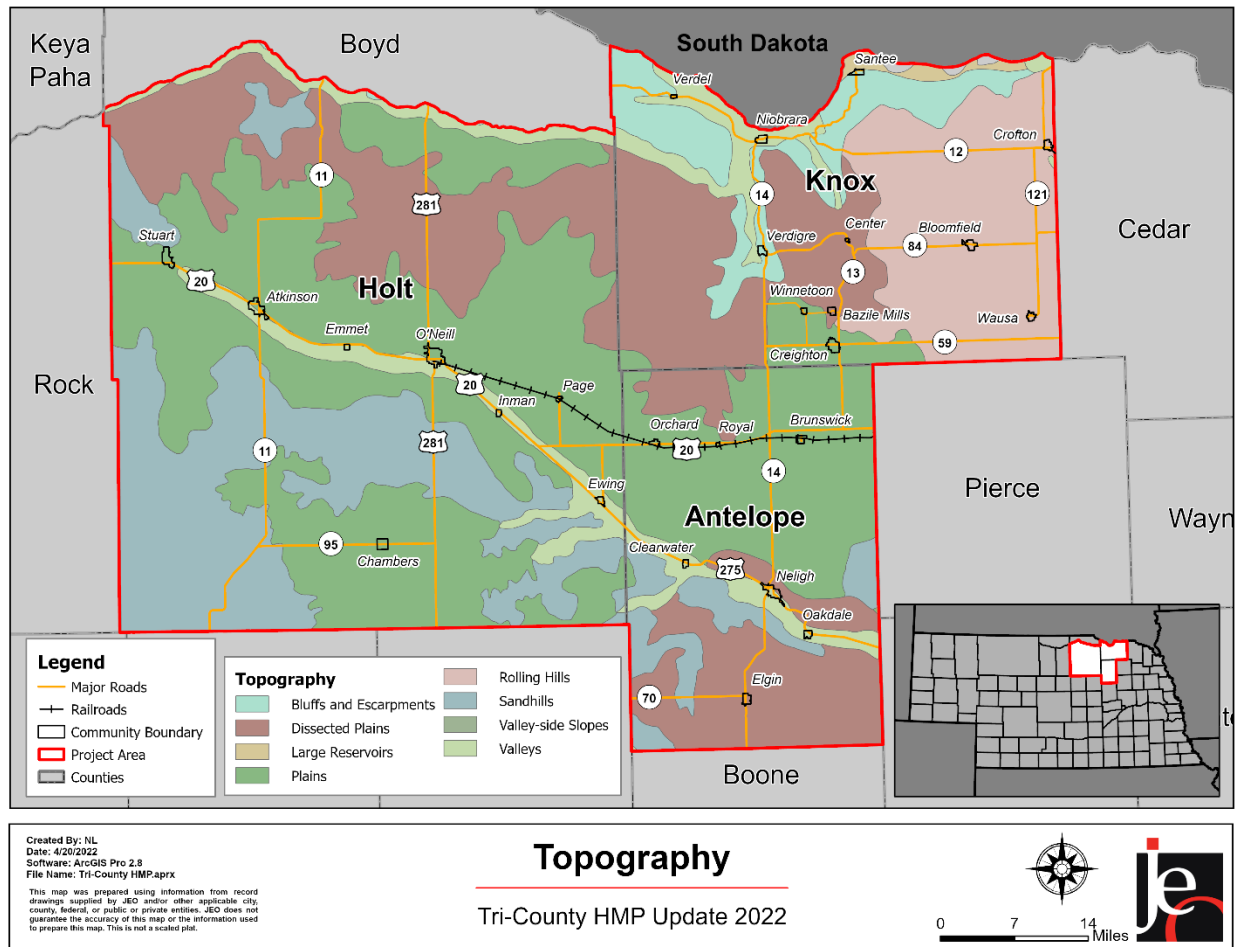 Keya
Paha
Boyd
South Dakota
Santee
Verdel
Niobrara
Crofton
12
11
Knox
14
121
281
Cedar
Center
Bloomfield
Stuart
Verdigre
84
13
20
Holt
Winnetoon
Atkinson
Bazile Mills
Wausa
Emmet
O'Neill
59
Creighton
Rock
20
Page
Inman
Orchard
Royal
Brunswick
281
20
11
14
Ewing
Pierce
Antelope
Wayn
95
Chambers
Clearwater
275
Neligh
Oakdale
Elgin
70
Boone
te
Legend
Major Roads
Railroads
Community Boundary
Project Area
Counties
Topography
Bluffs and Escarpments
Dissected Plains
Large Reservoirs
Plains
Rolling Hills
Sandhills
Valley-side Slopes
Valleys
Created By: NL
Date: 4/20/2022
Software: ArcGIS Pro 2.8
File Name: Tri-County HMP.aprx
This map was prepared using information from record
drawings supplied by JEO and/or other applicable city,
county, federal, or public or private entities. JEO does not
guarantee the accuracy of this map or the information used
to prepare this map. This is not a scaled plat.
Topography
Tri-County HMP Update 2022
0 7 14
Miles
jeo